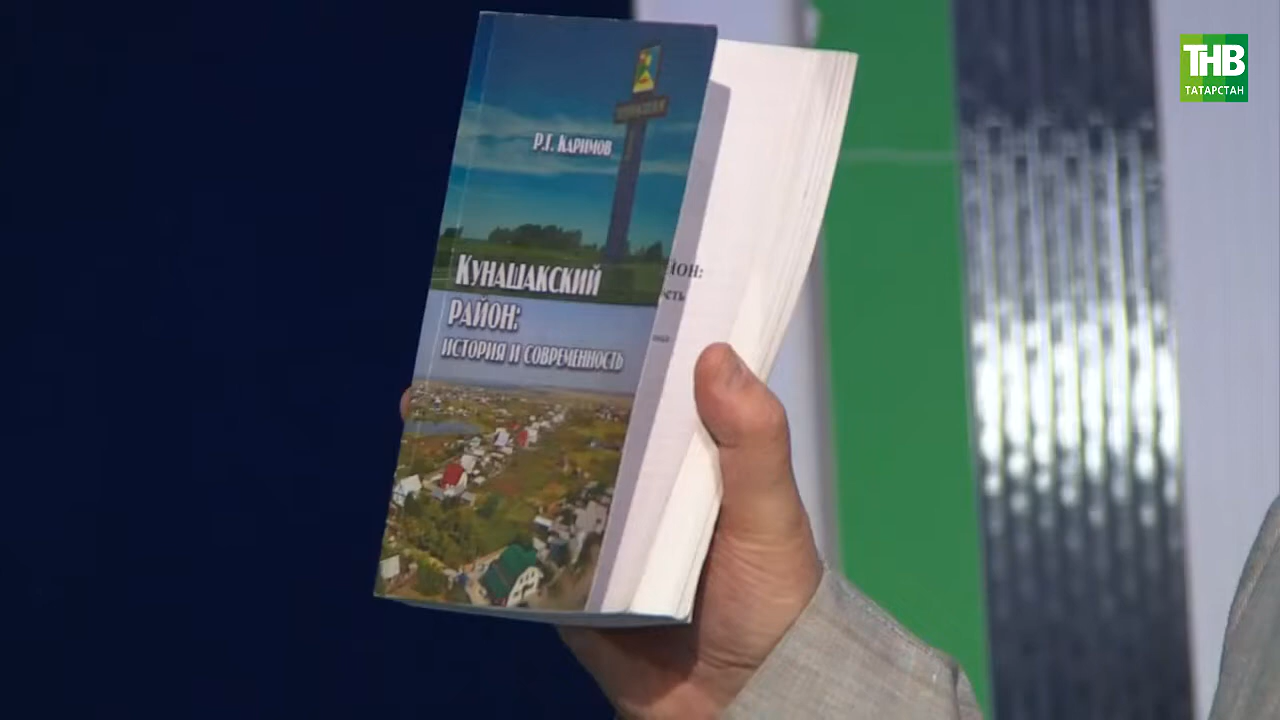 ТНВ
ТАТАРСТАН
Р.Г. КАРИМОВ
КУНАШАКСКИЙ
РАЙОН:
ИСТОРИЯ И СОВРЕМЕННОСТЬ